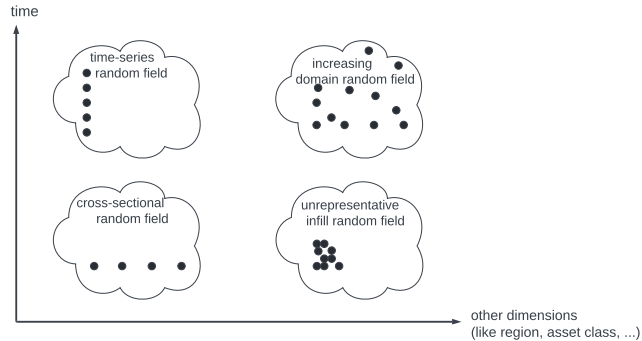 time
time-series
random field
increasing
domain random field
cross-sectional
random field
unrepresentative
infill random field
other dimensions
(like region, asset class, ...)